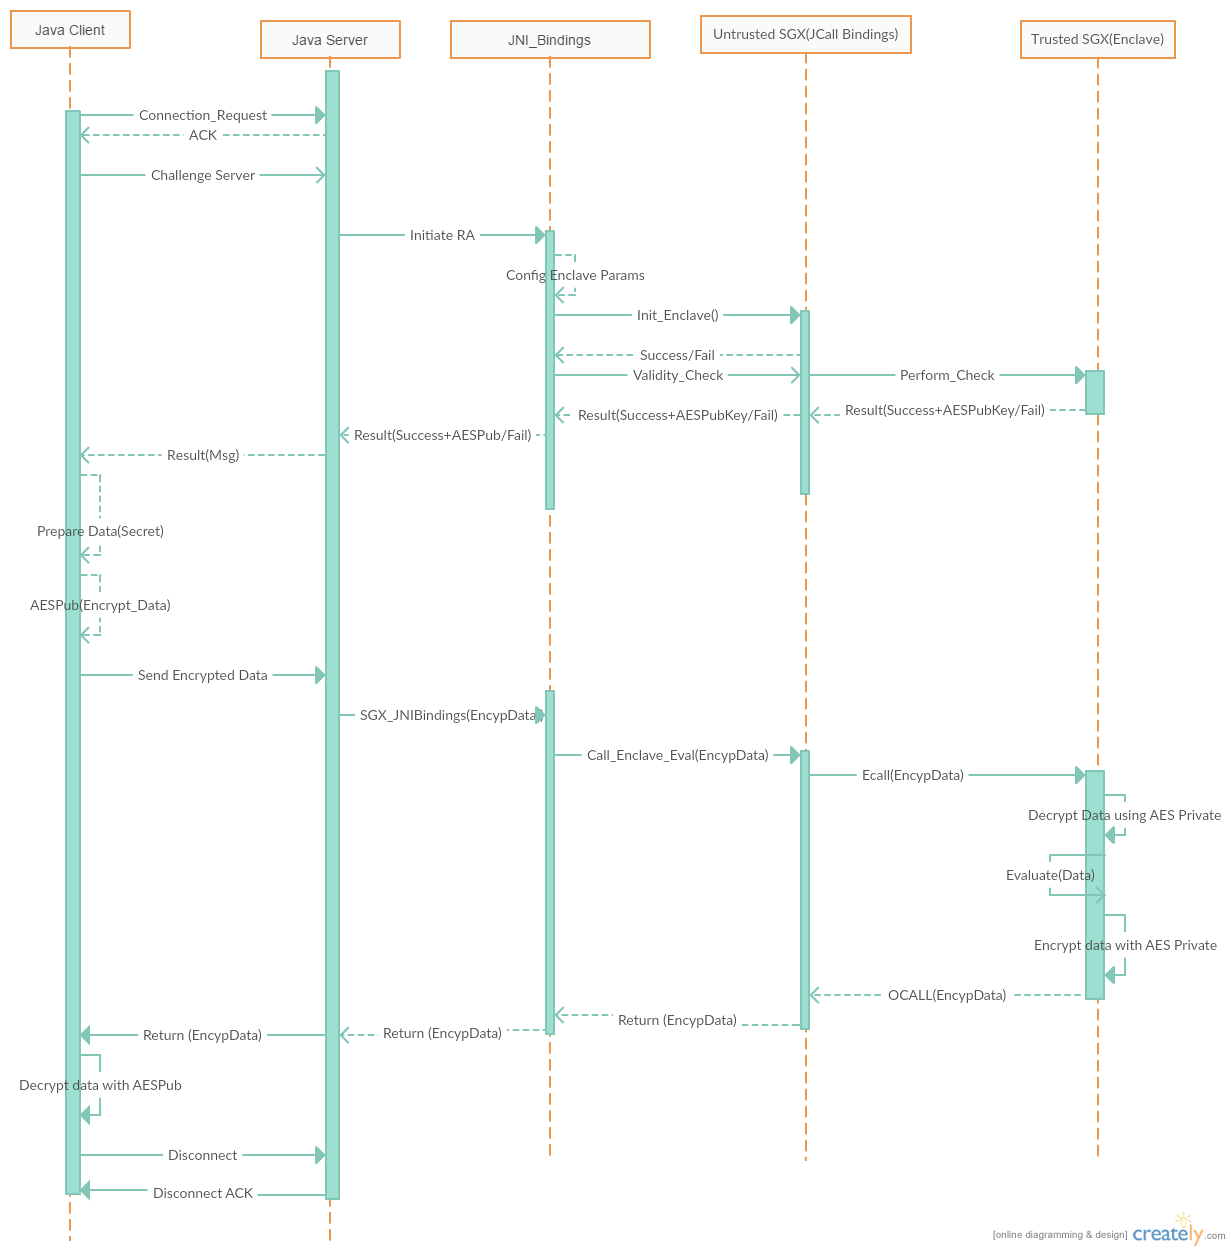 Java Client
Java Server
JNI_Bindings
Untrusted SGX(JCall Bindings)
Trusted SGX(Enclave)
Connection_Request
ACK
Challenge Server
Initiate RA
Config Enclave Params
Init_Enclave()
Success/Fail
Validity_Check
Perform_Check
Result(Success+AESPubKey/Fail)
Result(Success+AESPubKey/Fail)
Result(Success+AESPub/Fail)
Result(Msg)
Prepare Data(Secret)
AESPub(Encrypt_Data)
Send Encrypted Data
SGX_JNIBindings(EncypData)
Call_Enclave_Eval(EncypData)
Ecall(EncypData)
Decrypt Data using AES Private
Evaluate(Data)
Encrypt data with AES Private
OCALL(EncypData)
Return (EncypData)
Return (EncypData)
Return (EncypData)
Decrypt data with AESPub
Disconnect
Disconnect ACK
[online diagramming & design] creately.com